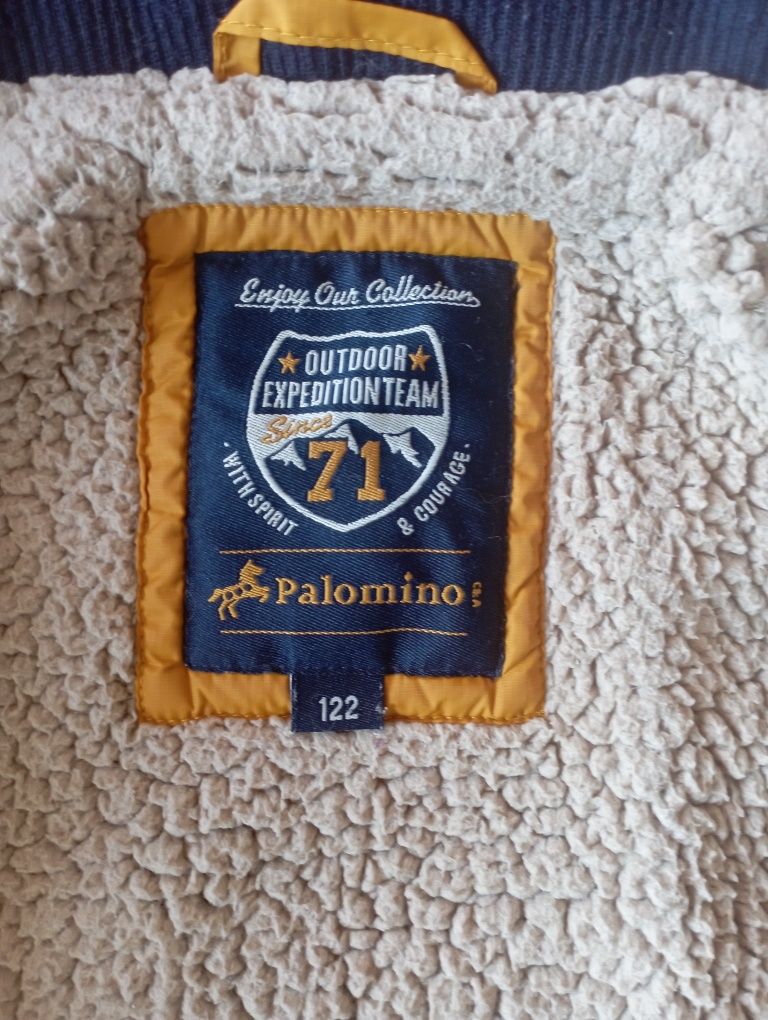 Enjoy Our Collection
OUTDOOR
EXPEDITION TEAM
Since
71
· WITH SPIRIT
& COURAGE ·
Palomino C&A
122